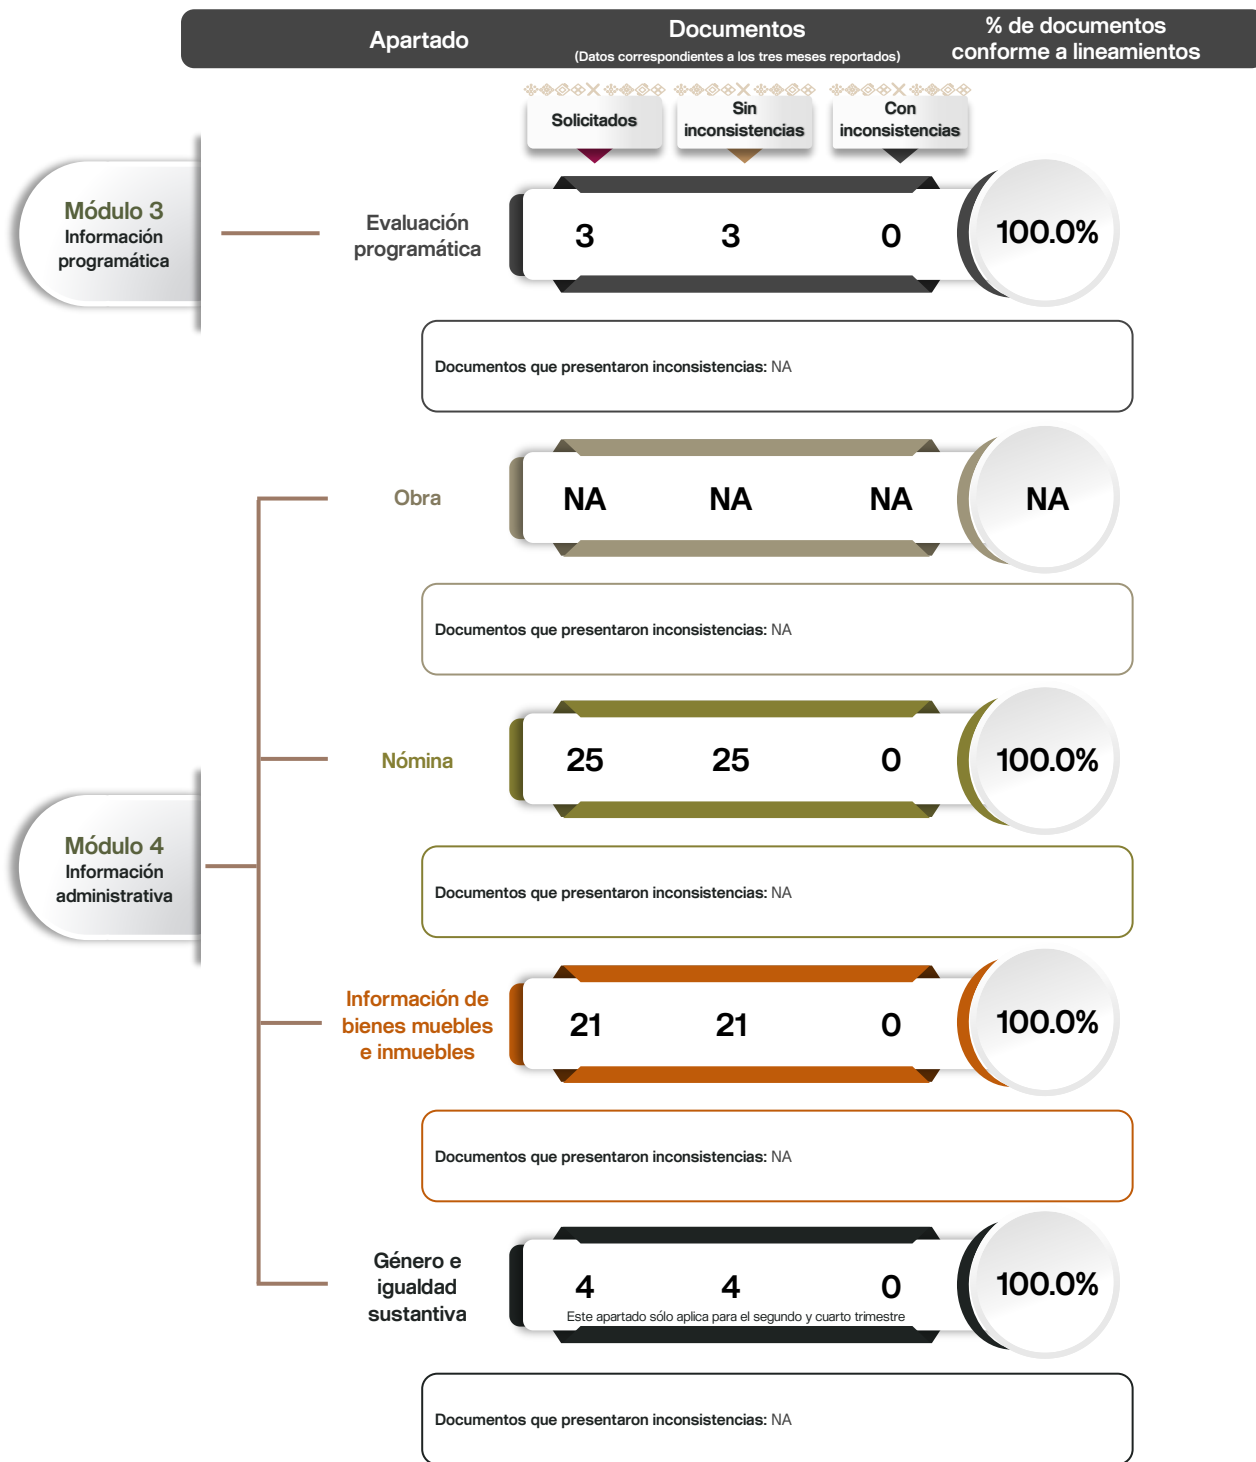 Apartado
Documentos
(Datos correspondientes a los tres meses reportados)
% de documentos
conforme a lineamientos
Solicitados
Sin
inconsistencias
Con
inconsistencias
Módulo 3
Información
programática
Evaluación
programática
3 3 0 100.0%
Documentos que presentaron inconsistencias: NA
Obra
NA NA NA NA
Documentos que presentaron inconsistencias: NA
Nómina
25 25 0 100.0%
Documentos que presentaron inconsistencias: NA
Módulo 4
Información
administrativa
Información de
bienes muebles
e inmuebles
21 21 0 100.0%
Documentos que presentaron inconsistencias: NA
Género e
igualdad
sustantiva
4 4 0 100.0%
Este apartado sólo aplica para el segundo y cuarto trimestre
Documentos que presentaron inconsistencias: NA